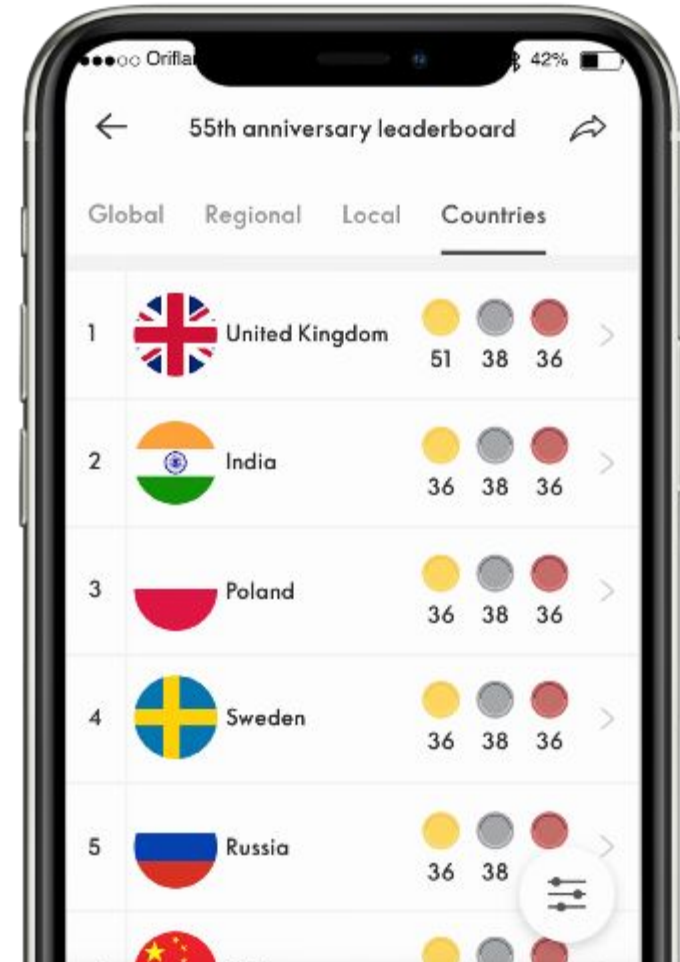 Orifla 42%
55th anniversary leaderboard
Global Regional Local Countries
1 United Kingdom 51 38 36
2 India 36 38 36
3 Poland 36 38 36
4 Sweden 36 38 36
5 Russia 36 38